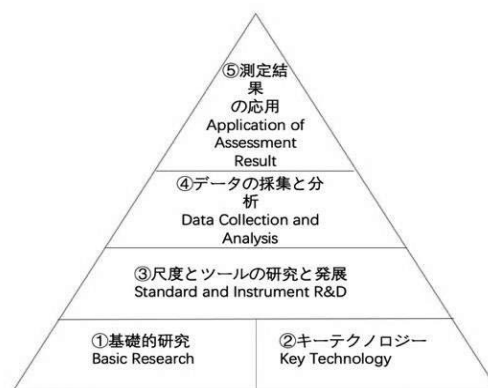 ⑤測定結
果
の応用
Application of
Assessment
Result
④データの採集と分
析
Data Collection and
Analysis
③尺度とツールの研究と発展
Standard and Instrument R&D
①基礎的研究
Basic Research
②キーテクノロジー
Key Technology